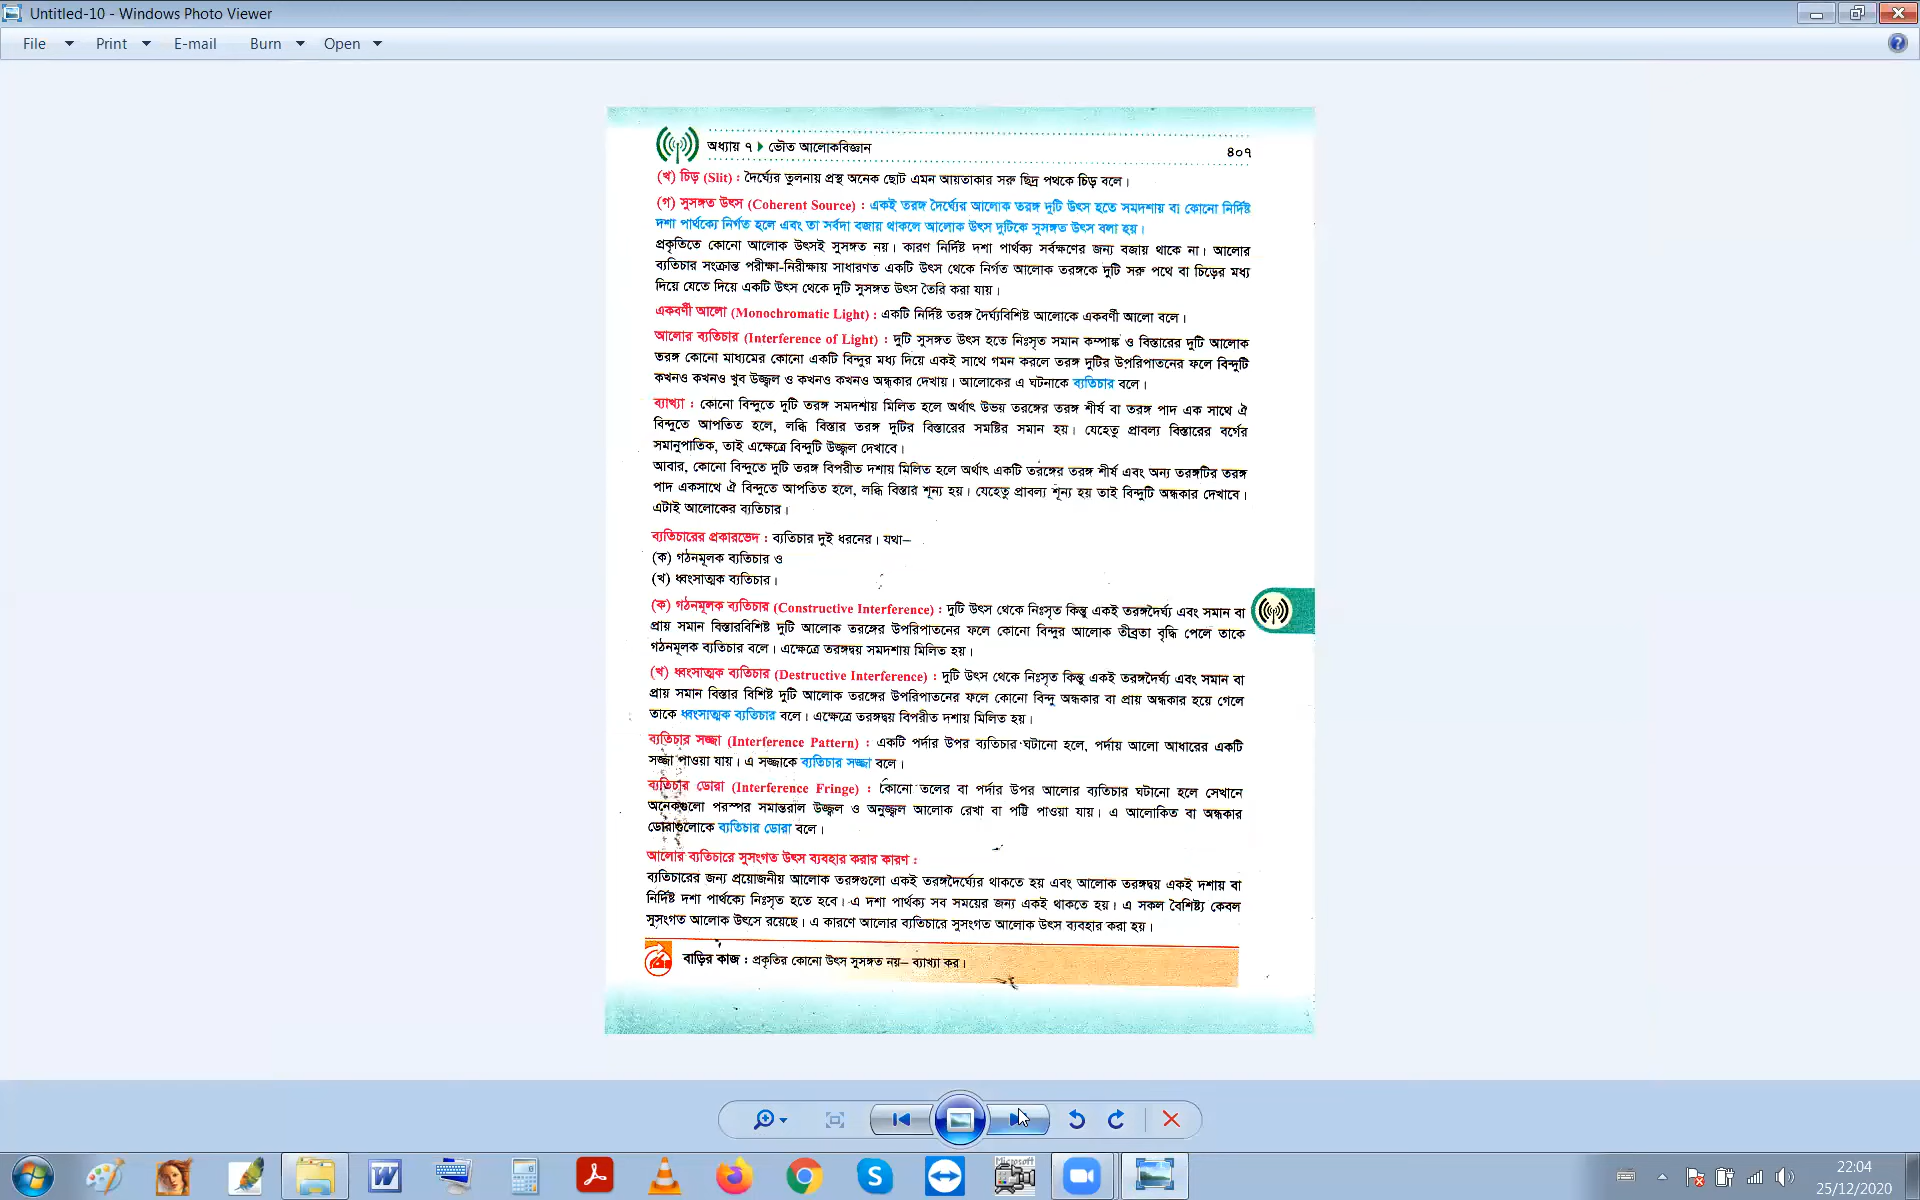 Untitled-10 - Windows Photo Viewer
File Print E-mail Burn Open
অধ্যায় ৭ ভৌত আলোকবিজ্ঞান ৪০৭
(খ) চিড় (Slit) : দৈর্ঘ্যের তুলনায় প্রস্থ অনেক ছোট এমন আয়তাকার সরু ছিদ্র পথকে চিড় বলে।
(গ) সুসঙ্গত উৎস (Coherent Source) : একই তরঙ্গ দৈর্ঘ্যের আলোক তরঙ্গ দুটি উৎস হতে সমদশায় বা কোনো নির্দিষ্ট
দশা পার্থক্যে নির্গত হলে এবং তা সর্বদা বজায় থাকলে আলোক উৎস দুটিকে সুসঙ্গত উৎস বলা হয়।
প্রকৃতিতে কোনো আলোক উৎসই সুসঙ্গত নয়। কারণ নির্দিষ্ট দশা পার্থক্য সর্বক্ষণের জন্য বজায় থাকে না। আলোর
ব্যতিচার সংক্রান্ত পরীক্ষা-নিরীক্ষায় সাধারণত একটি উৎস থেকে নির্গত আলোক তরঙ্গকে দুটি সরু পথে বা চিড়ের মধ্য
দিয়ে যেতে দিয়ে একটি উৎস থেকে দুটি সুসঙ্গত উৎস তৈরি করা যায়।
একবর্ণী আলো (Monochromatic Light) : একটি নির্দিষ্ট তরঙ্গ দৈর্ঘ্যবিশিষ্ট আলোকে একবর্ণী আলো বলে।
আলোর ব্যতিচার (Interference of Light) : দুটি সুসঙ্গত উৎস হতে নিঃসৃত সমান কম্পাঙ্ক ও বিস্তারের দুটি আলোক
তরঙ্গ কোনো মাধ্যমের কোনো একটি বিন্দুর মধ্য দিয়ে একই সাথে গমন করলে তরঙ্গ দুটির উপরিপাতনের ফলে বিন্দুটি
কখনও কখনও খুব উজ্জ্বল ও কখনও কখনও অন্ধকার দেখায়। আলোকের এ ঘটনাকে ব্যতিচার বলে।
ব্যাখ্যা : কোনো বিন্দুতে দুটি তরঙ্গ সমদশায় মিলিত হলে অর্থাৎ উভয় তরঙ্গের তরঙ্গ শীর্ষ বা তরঙ্গ পাদ এক সাথে ঐ
বিন্দুতে আপতিত হলে, লব্ধি বিস্তার তরঙ্গ দুটির বিস্তারের সমষ্টির সমান হয়। যেহেতু প্রাবল্য বিস্তারের বর্গের
সমানুপাতিক, তাই এক্ষেত্রে বিন্দুটি উজ্জ্বল দেখাবে।
আবার, কোনো বিন্দুতে দুটি তরঙ্গ বিপরীত দশায় মিলিত হলে অর্থাৎ একটি তরঙ্গের তরঙ্গ শীর্ষ এবং অন্য তরঙ্গটির তরঙ্গ
পাদ একসাথে ঐ বিন্দুতে আপতিত হলে, লব্ধি বিস্তার শূন্য হয়। যেহেতু প্রাবল্য শূন্য হয় তাই বিন্দুটি অন্ধকার দেখাবে।
এটাই আলোকের ব্যতিচার।
ব্যতিচারের প্রকারভেদ : ব্যতিচার দুই ধরনের। যথা–
(ক) গঠনমূলক ব্যতিচার ও
(খ) ধ্বংসাত্মক ব্যতিচার।
(ক) গঠনমূলক ব্যতিচার (Constructive Interference) : দুটি উৎস থেকে নিঃসৃত কিন্তু একই তরঙ্গদৈর্ঘ্য এবং সমান বা
প্রায় সমান বিস্তারবিশিষ্ট দুটি আলোক তরঙ্গের উপরিপাতনের ফলে কোনো বিন্দুর আলোক তীব্রতা বৃদ্ধি পেলে তাকে
গঠনমূলক ব্যতিচার বলে। এক্ষেত্রে তরঙ্গদ্বয় সমদশায় মিলিত হয়।
(খ) ধ্বংসাত্মক ব্যতিচার (Destructive Interference) : দুটি উৎস থেকে নিঃসৃত কিন্তু একই তরঙ্গদৈর্ঘ্য এবং সমান বা
প্রায় সমান বিস্তার বিশিষ্ট দুটি আলোক তরঙ্গের উপরিপাতনের ফলে কোনো বিন্দু অন্ধকার বা প্রায় অন্ধকার হয়ে গেলে
তাকে ধ্বংসাত্মক ব্যতিচার বলে। এক্ষেত্রে তরঙ্গদ্বয় বিপরীত দশায় মিলিত হয়।
ব্যতিচার সজ্জা (Interference Pattern) : একটি পর্দার উপর ব্যতিচার ঘটানো হলে, পর্দায় আলো আধারের একটি
সজ্জা পাওয়া যায়। এ সজ্জাকে ব্যতিচার সজ্জা বলে।
ব্যতিচার ডোরা (Interference Fringe) : কোনো তলের বা পর্দার উপর আলোর ব্যতিচার ঘটানো হলে সেখানে
অনেকগুলো পরস্পর সমান্তরাল উজ্জ্বল ও অনুজ্জ্বল আলোক রেখা বা পট্টি পাওয়া যায়। এ আলোকিত বা অন্ধকার
ডোরাগুলোকে ব্যতিচার ডোরা বলে।
আলোর ব্যতিচারে সুসংগত উৎস ব্যবহার করার কারণ :
ব্যতিচারের জন্য প্রয়োজনীয় আলোক তরঙ্গগুলো একই তরঙ্গদৈর্ঘ্যের থাকতে হয় এবং আলোক তরঙ্গদ্বয় একই দশায় বা
নির্দিষ্ট দশা পার্থক্যে নিঃসৃত হতে হবে। এ দশা পার্থক্য সব সময়ের জন্য একই থাকতে হয়। এ সকল বৈশিষ্ট্য কেবল
সুসংগত আলোক উৎসে রয়েছে। এ কারণে আলোর ব্যতিচারে সুসংগত আলোক উৎস ব্যবহার করা হয়।
বাড়ির কাজ : প্রকৃতির কোনো উৎস সুসঙ্গত নয়– ব্যাখ্যা কর।
Microsoft
22:04
25/12/2020